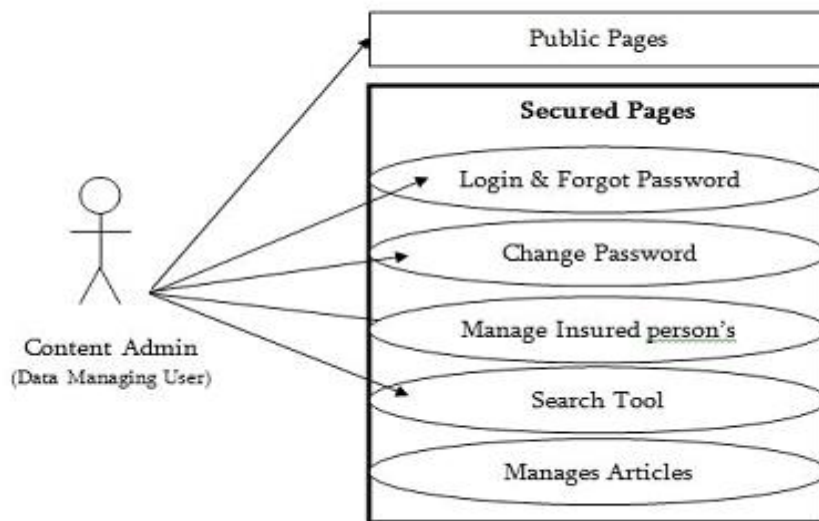 Public Pages
Secured Pages
Login & Forgot Password
Change Password
Manage Insured person's
Search Tool
Manages Articles
Content Admin
(Data Managing User)